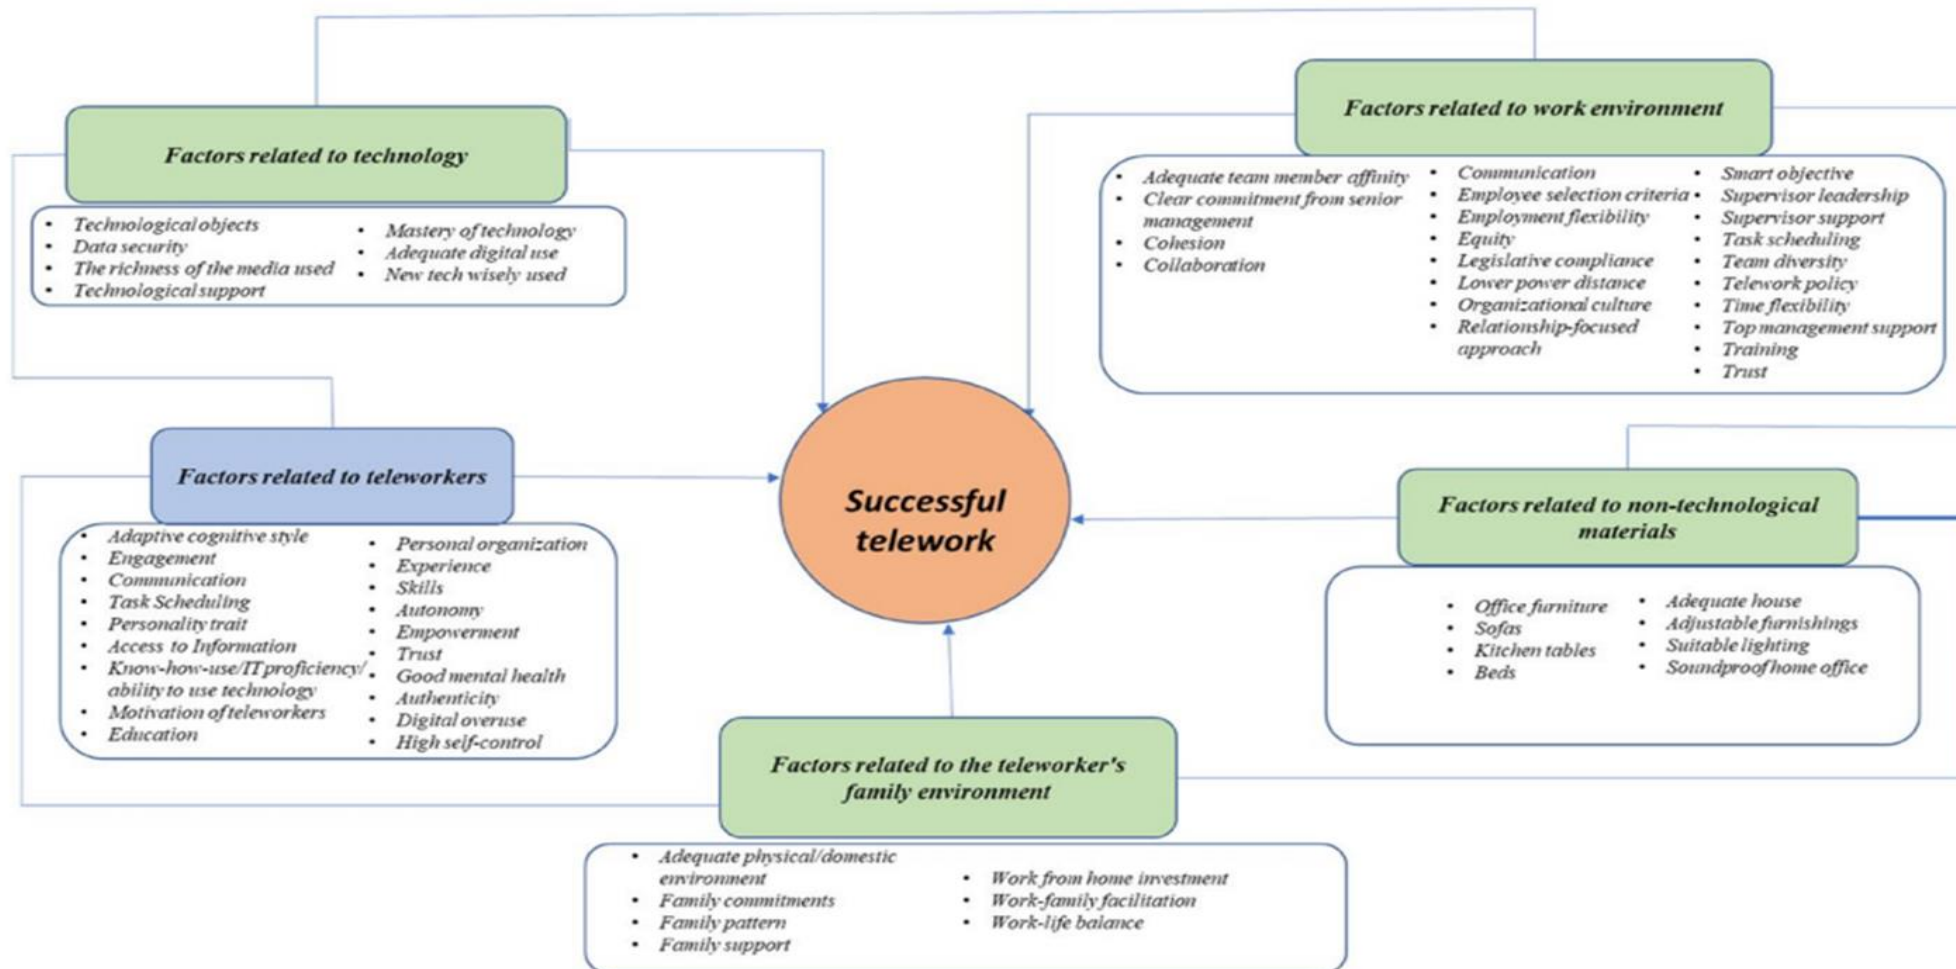 Factors related to technology
• Technological objects
• Data security
• The richness of the media used
• Technological support
• Mastery of technology
• Adequate digital use
• New tech wisely used
Factors related to work environment
• Adequate team member affinity
• Clear commitment from senior
management
• Cohesion
• Collaboration
• Communication
• Employee selection criteria
• Employment flexibility
• Equity
• Legislative compliance
• Lower power distance
• Organizational culture
• Relationship-focused
approach
• Smart objective
• Supervisor leadership
• Supervisor support
• Task scheduling
• Team diversity
• Telework policy
• Time flexibility
• Top management support
• Training
• Trust
Factors related to teleworkers
• Adaptive cognitive style
• Engagement
• Communication
• Task Scheduling
• Personality trait
• Access to Information
• Know-how-use/IT proficiency/
ability to use technology
• Motivation of teleworkers
• Education
• Personal organization
• Experience
• Skills
• Autonomy
• Empowerment
• Trust
• Good mental health
• Authenticity
• Digital overuse
• High self-control
Successful
telework
Factors related to non-technological
materials
• Office furniture
• Sofas
• Kitchen tables
• Beds
• Adequate house
• Adjustable furnishings
• Suitable lighting
• Soundproof home office
Factors related to the teleworker's
family environment
• Adequate physical/domestic
environment
• Family commitments
• Family pattern
• Family support
• Work from home investment
• Work-family facilitation
• Work-life balance